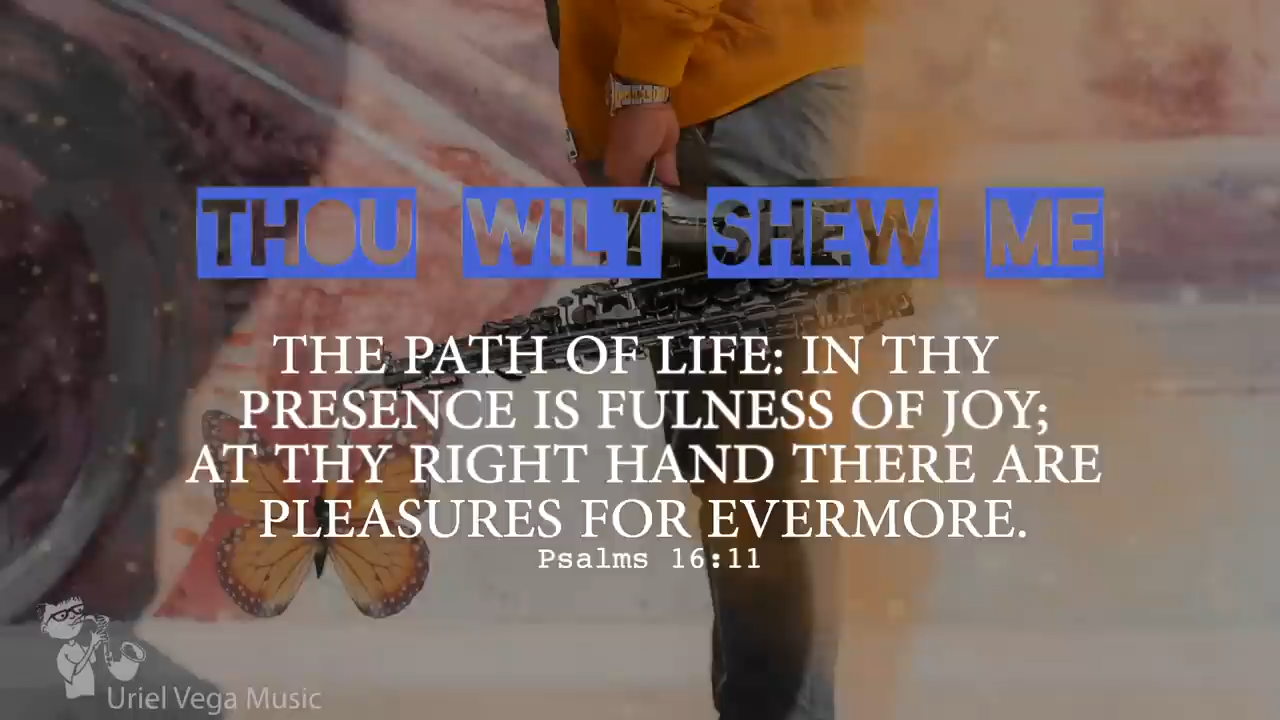 THOU WILT SHEW ME
THE PATH OF LIFE: IN THY
PRESENCE IS FULNESS OF JOY;
AT THY RIGHT HAND THERE ARE
PLEASURES FOR EVERMORE.
Psalms 16:11
Uriel Vega Music